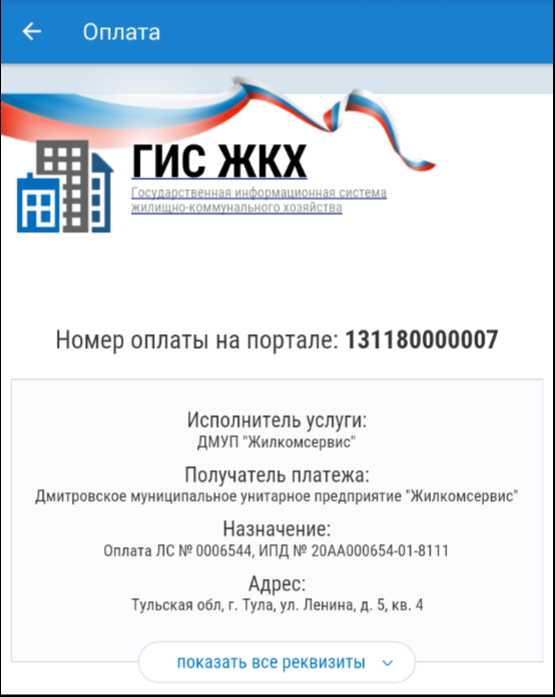 Оплата
ГИС ЖКХ
Государственная информационная система
жилищно-коммунального хозяйства
Номер оплаты на портале: 131180000007
Исполнитель услуги:
ДМУП "Жилкомсервис"
Получатель платежа:
Дмитровское муниципальное унитарное предприятие "Жилкомсервис"
Назначение:
Оплата ЛС № 0006544, ИПД № 20АА000654-01-8111
Адрес:
Тульская обл, г. Тула, ул. Ленина, д. 5, кв. 4
показать все реквизиты